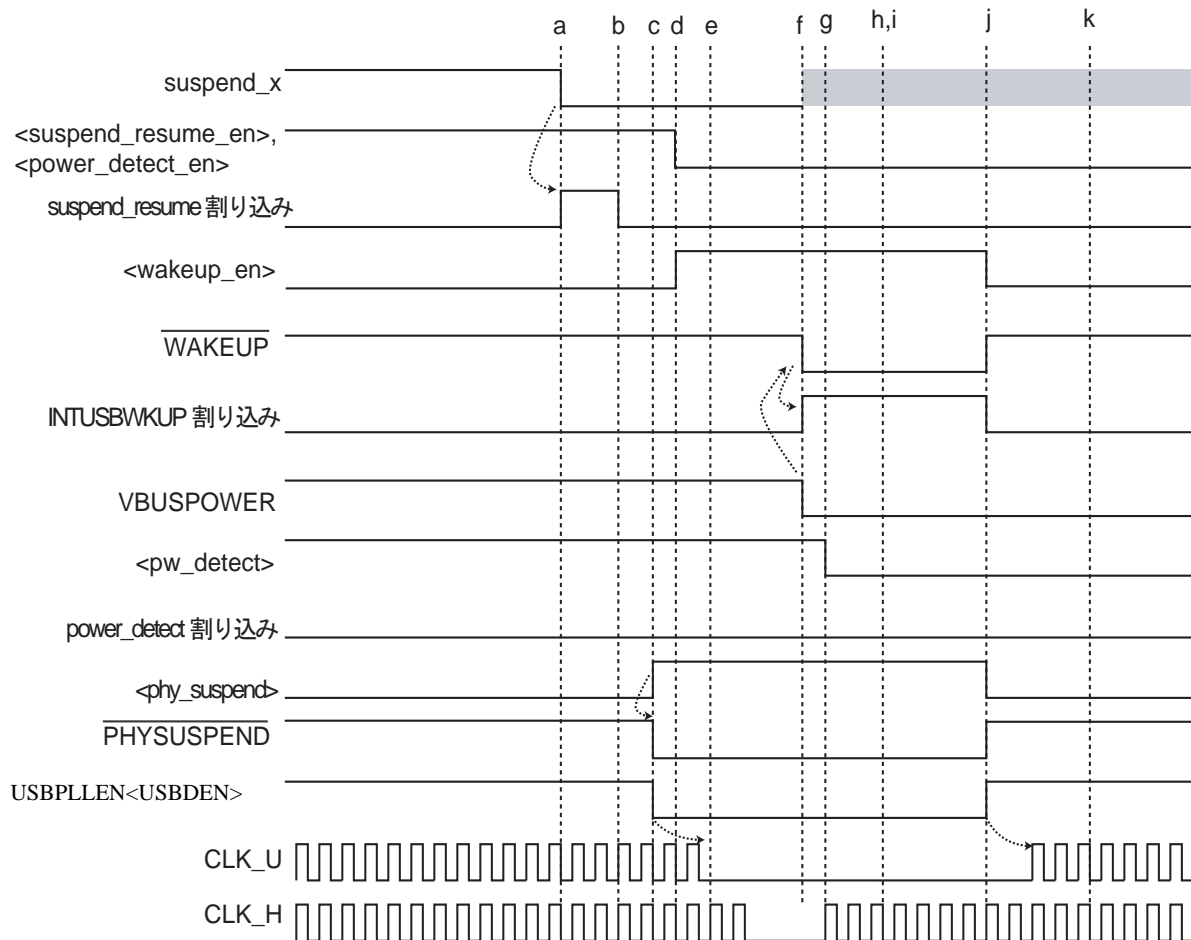 a b c d e f g h,i j k
suspend_x
<suspend_resume_en>,
<power_detect_en>
suspend_resume 割り込み
<wakeup_en>
WAKEUP
INTUSBWKUP 割り込み
VBUSPOWER
<pw_detect>
power_detect 割り込み
<phy_suspend>
PHYSUSPEND
USBPLLEN<USBDEN>
CLK_U
CLK_H